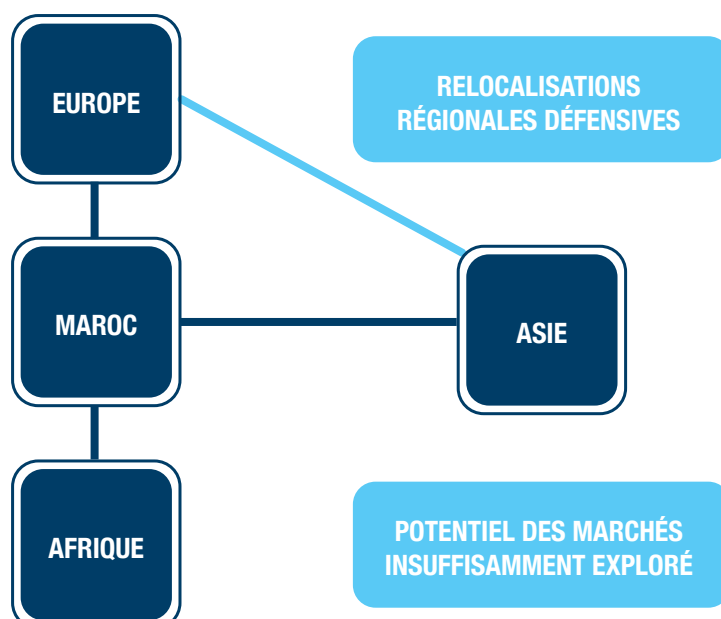 EUROPE
RELOCALISATIONS
RÉGIONALES DÉFENSIVES
MAROC
ASIE
AFRIQUE
POTENTIEL DES MARCHÉS
INSUFFISAMMENT EXPLORÉ